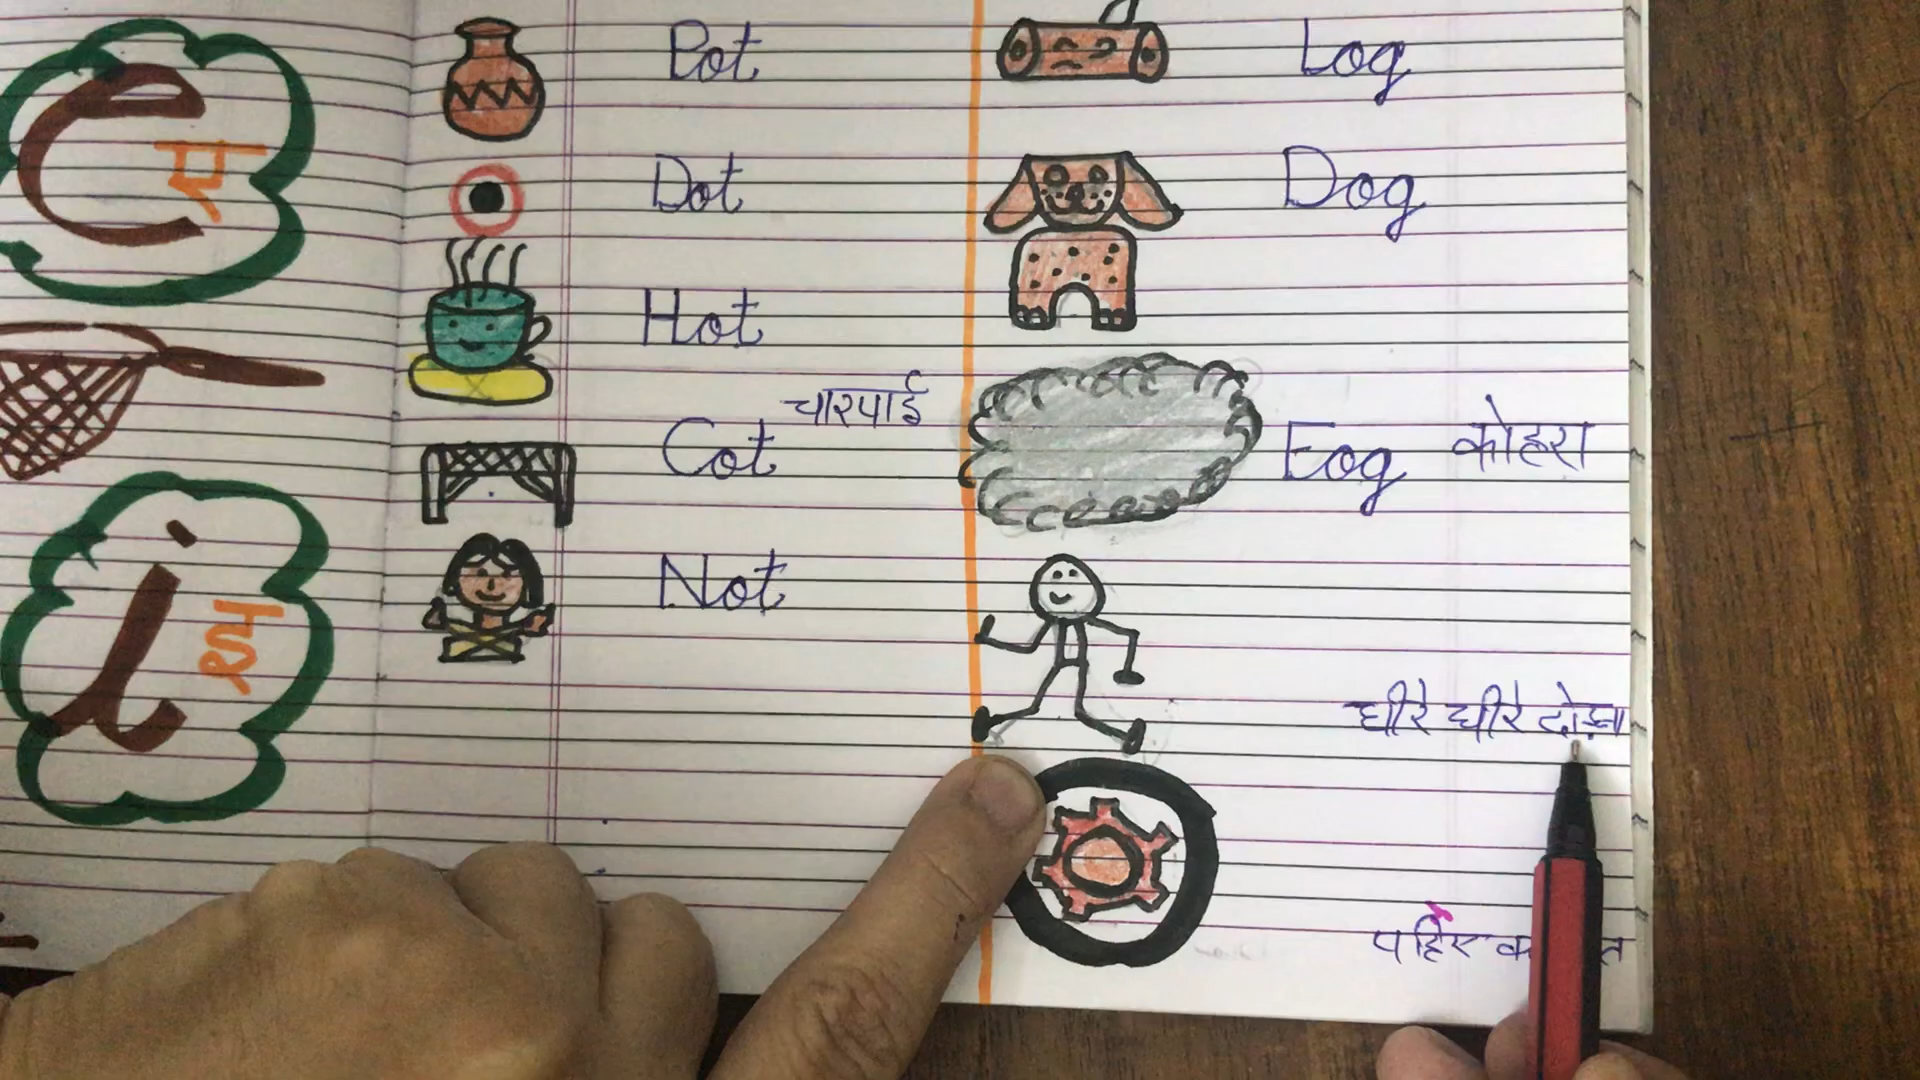 e ए
i इ
Pot
Dot
Hot
Cot चारपाई
Not
Log
Dog
Fog कोहरा
धीरे धीरे दौड़ना